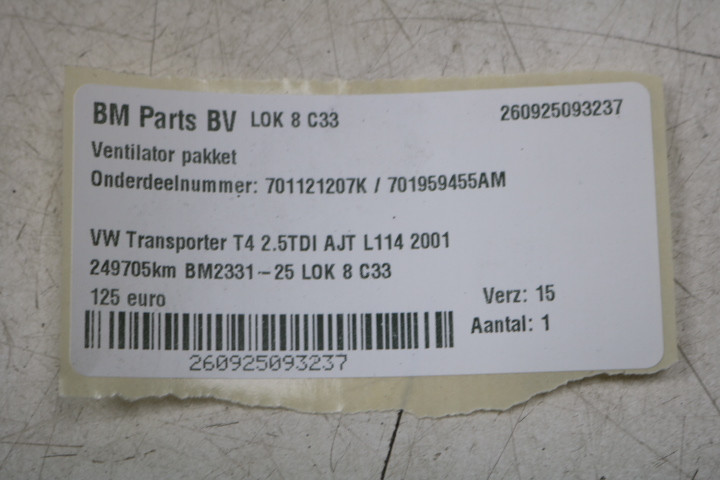 BM Parts BV LOK 8 C33 260925093237
Ventilator pakket
Onderdeelnummer: 701121207K / 701959455AM
VW Transporter T4 2.5TDI AJT L114 2001
249705km BM2331-25 LOK 8 C33
125 euro Verz: 15
Aantal: 1
260925093237